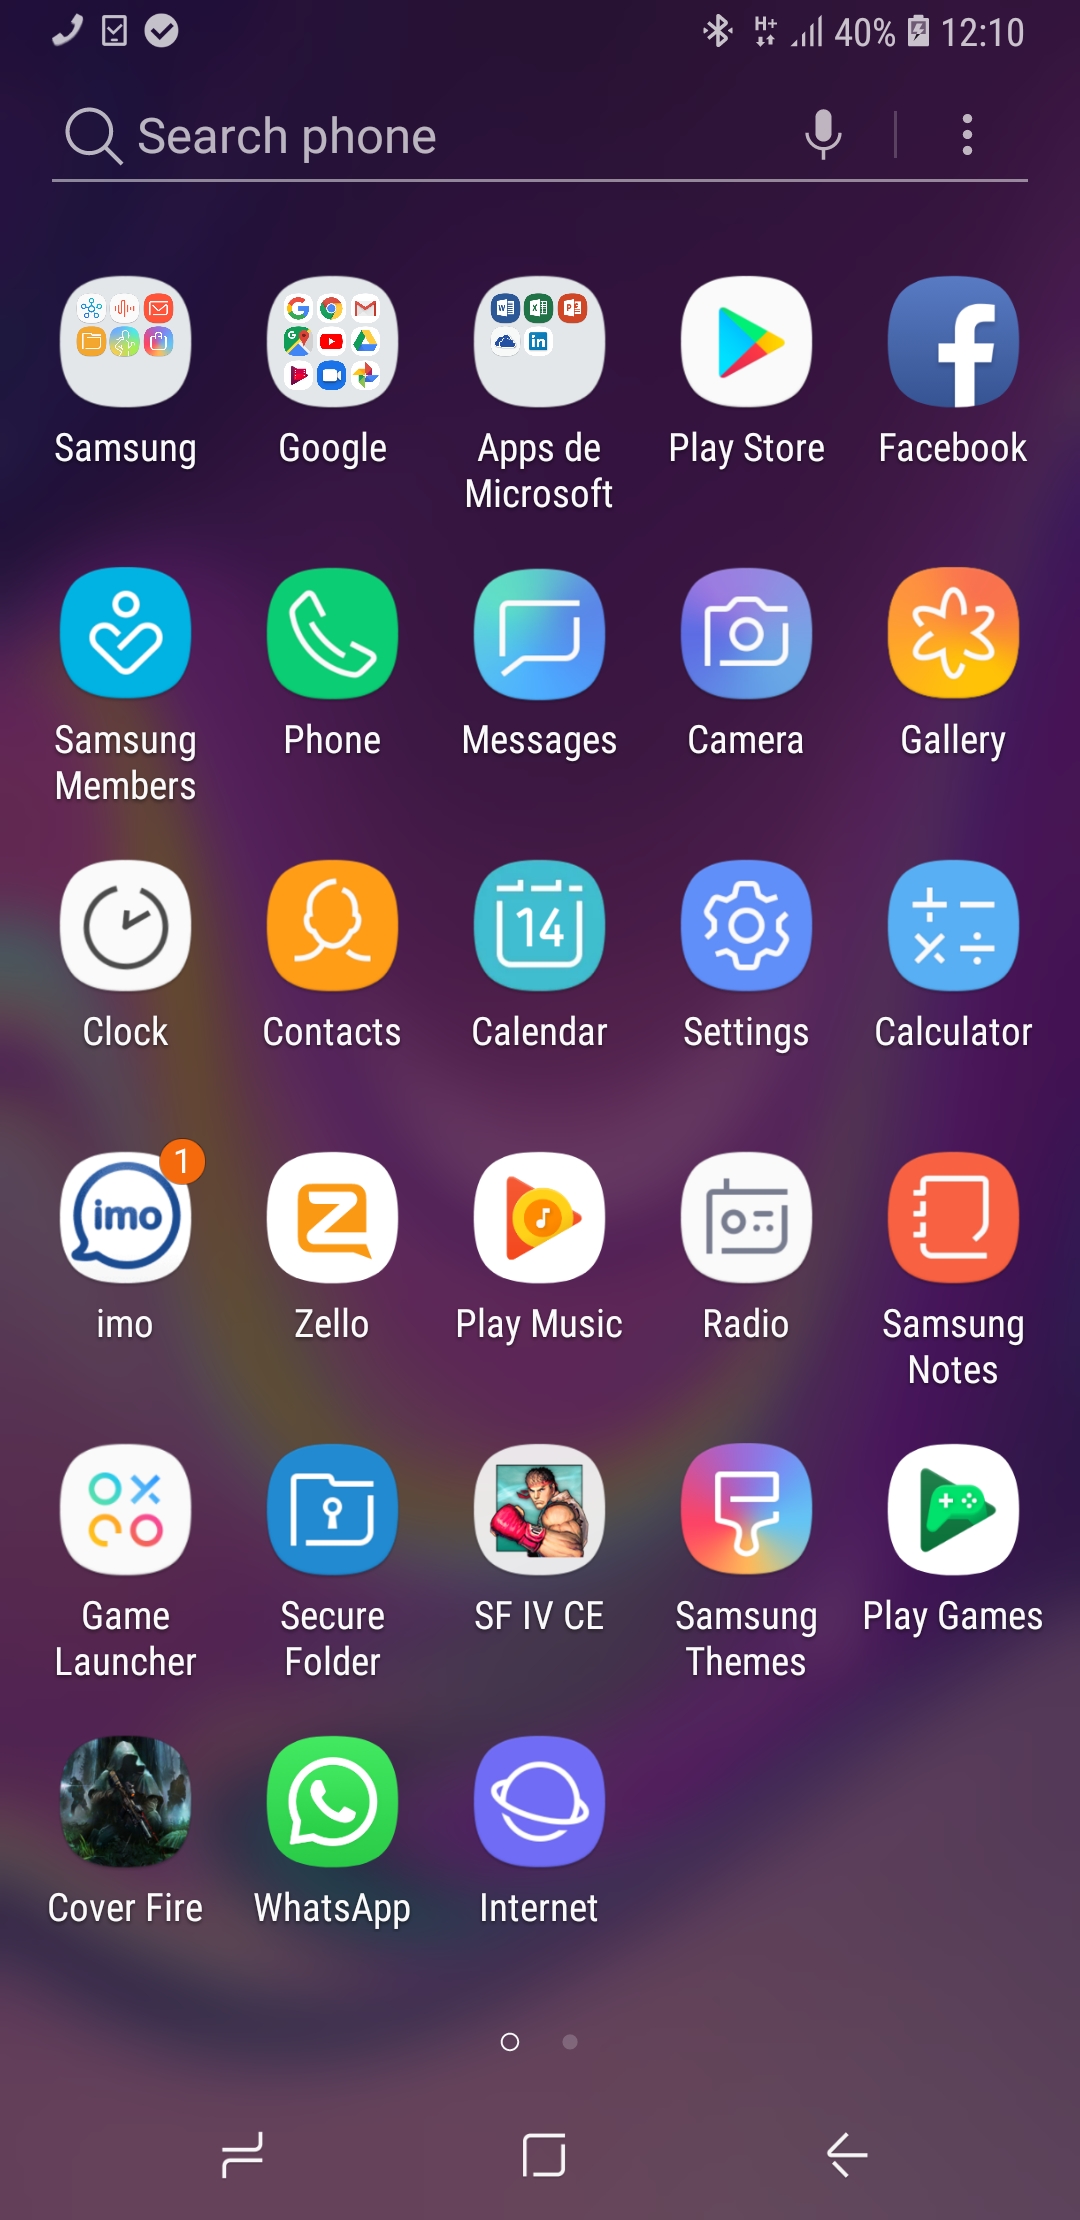 H+ 40% 12:10
Search phone
Samsung Google Apps de Microsoft Play Store Facebook
Samsung Members Phone Messages Camera Gallery
14
Clock Contacts Calendar Settings Calculator
1
imo
imo Zello Play Music Radio Samsung Notes
Game Launcher Secure Folder SF IV CE Samsung Themes Play Games
Cover Fire WhatsApp Internet